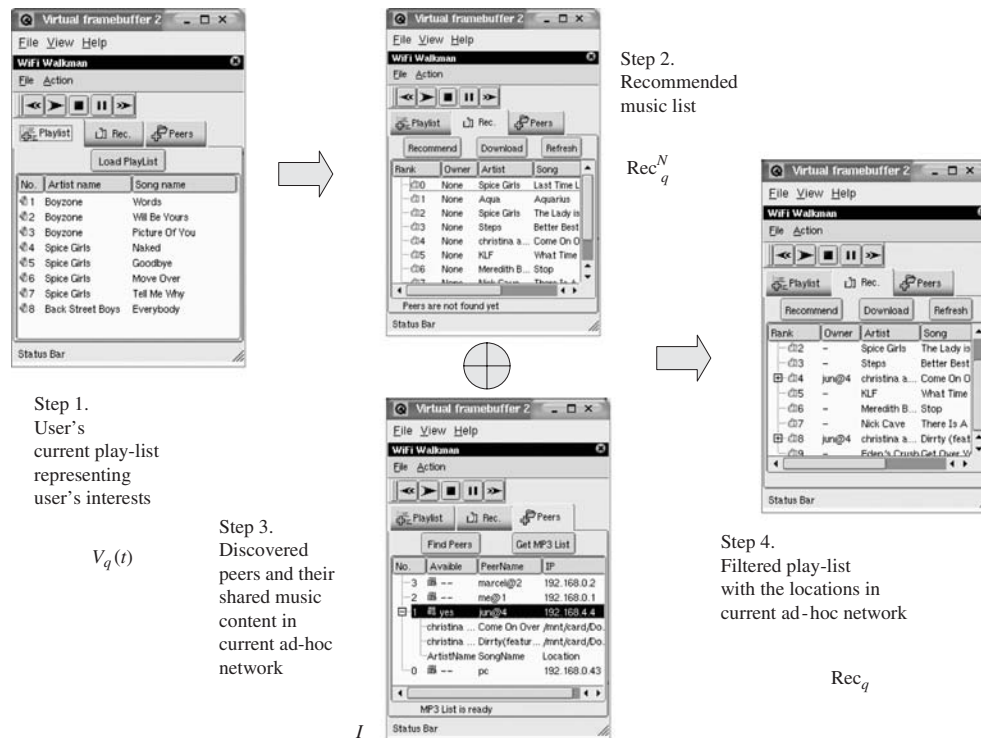 Virtual framebuffer 2
File View Help
WiFi Walkman
File Action
Playlist Rec. Peers
Load PlayList
No. Artist name Song name
1 Boyzone Words
2 Boyzone Will Be Yours
3 Boyzone Picture Of You
4 Spice Girls Naked
5 Spice Girls Goodbye
6 Spice Girls Move Over
7 Spice Girls Tell Me Why
8 Back Street Boys Everybody
Status Bar
Step 1.
User's
current play-list
representing
user's interests
V_q(t)
Virtual framebuffer 2
File View Help
WiFi Walkman
File Action
Playlist Rec. Peers
Recommend Download Refresh
Rank Owner Artist Song
0 None Spice Girls Last Time L
1 None Aqua Aquarius
2 None Spice Girls The Lady is
3 None Steps Better Best
4 None christina a... Come On O
5 None KLF What Time
6 None Meredith B... Stop
7 None Nick Cave There Is A
Peers are not found yet
Status Bar
Step 2.
Recommended
music list
Rec_q^N
Step 3.
Discovered
peers and their
shared music
content in
current ad-hoc
network
I
Virtual framebuffer 2
File View Help
WiFi Walkman
File Action
Playlist Rec. Peers
Find Peers Get MP3 List
No. Avaible PeerName IP
3 -- marcel@2 192.168.0.2
2 -- me@1 192.168.0.1
1 yes jun@4 192.168.4.4
christina ... Come On Over /mnt/card/Do.
christina ... Dirrty(featur... /mnt/card/Do.
ArtistName SongName Location
0 -- pc 192.168.0.43
MP3 List is ready
Status Bar
Virtual framebuffer 2
File View Help
WiFi Walkman
File Action
Playlist Rec. Peers
Recommend Download Refresh
Rank Owner Artist Song
2 - Spice Girls The Lady is
3 - Steps Better Best
4 jun@4 christina a... Come On O
5 - KLF What Time
6 - Meredith B... Stop
7 - Nick Cave There Is A
8 jun@4 christina a... Dirrty (feat
9 - Eden's Crush Get Over W
Status Bar
Step 4.
Filtered play-list
with the locations in
current ad-hoc network
Rec_q